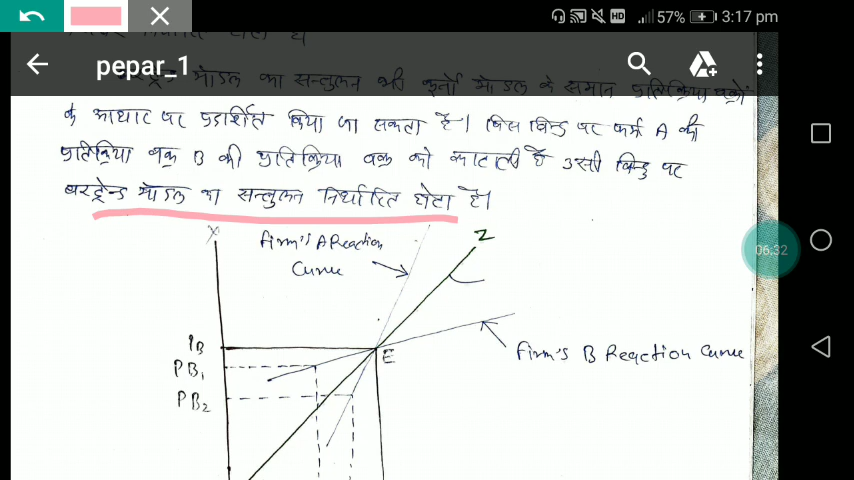 HD 57% 3:17 pm
pepar_1
मॉडल का सन्तुलन भी कूर्नो मॉडल के समान प्रतिक्रिया वक्रों
के आधार पर प्रदर्शित किया जा सकता है। जिस बिन्दु पर फर्म A की
प्रतिक्रिया वक्र B की प्रतिक्रिया वक्र को काटती है उसी बिन्दु पर
बरट्रेन्ड मॉडल का सन्तुलन निर्धारित होता है।
06:32
Firm's A Reaction
Curve
Z
PB
E
PB1
PB2
Firm's B Reaction Curve